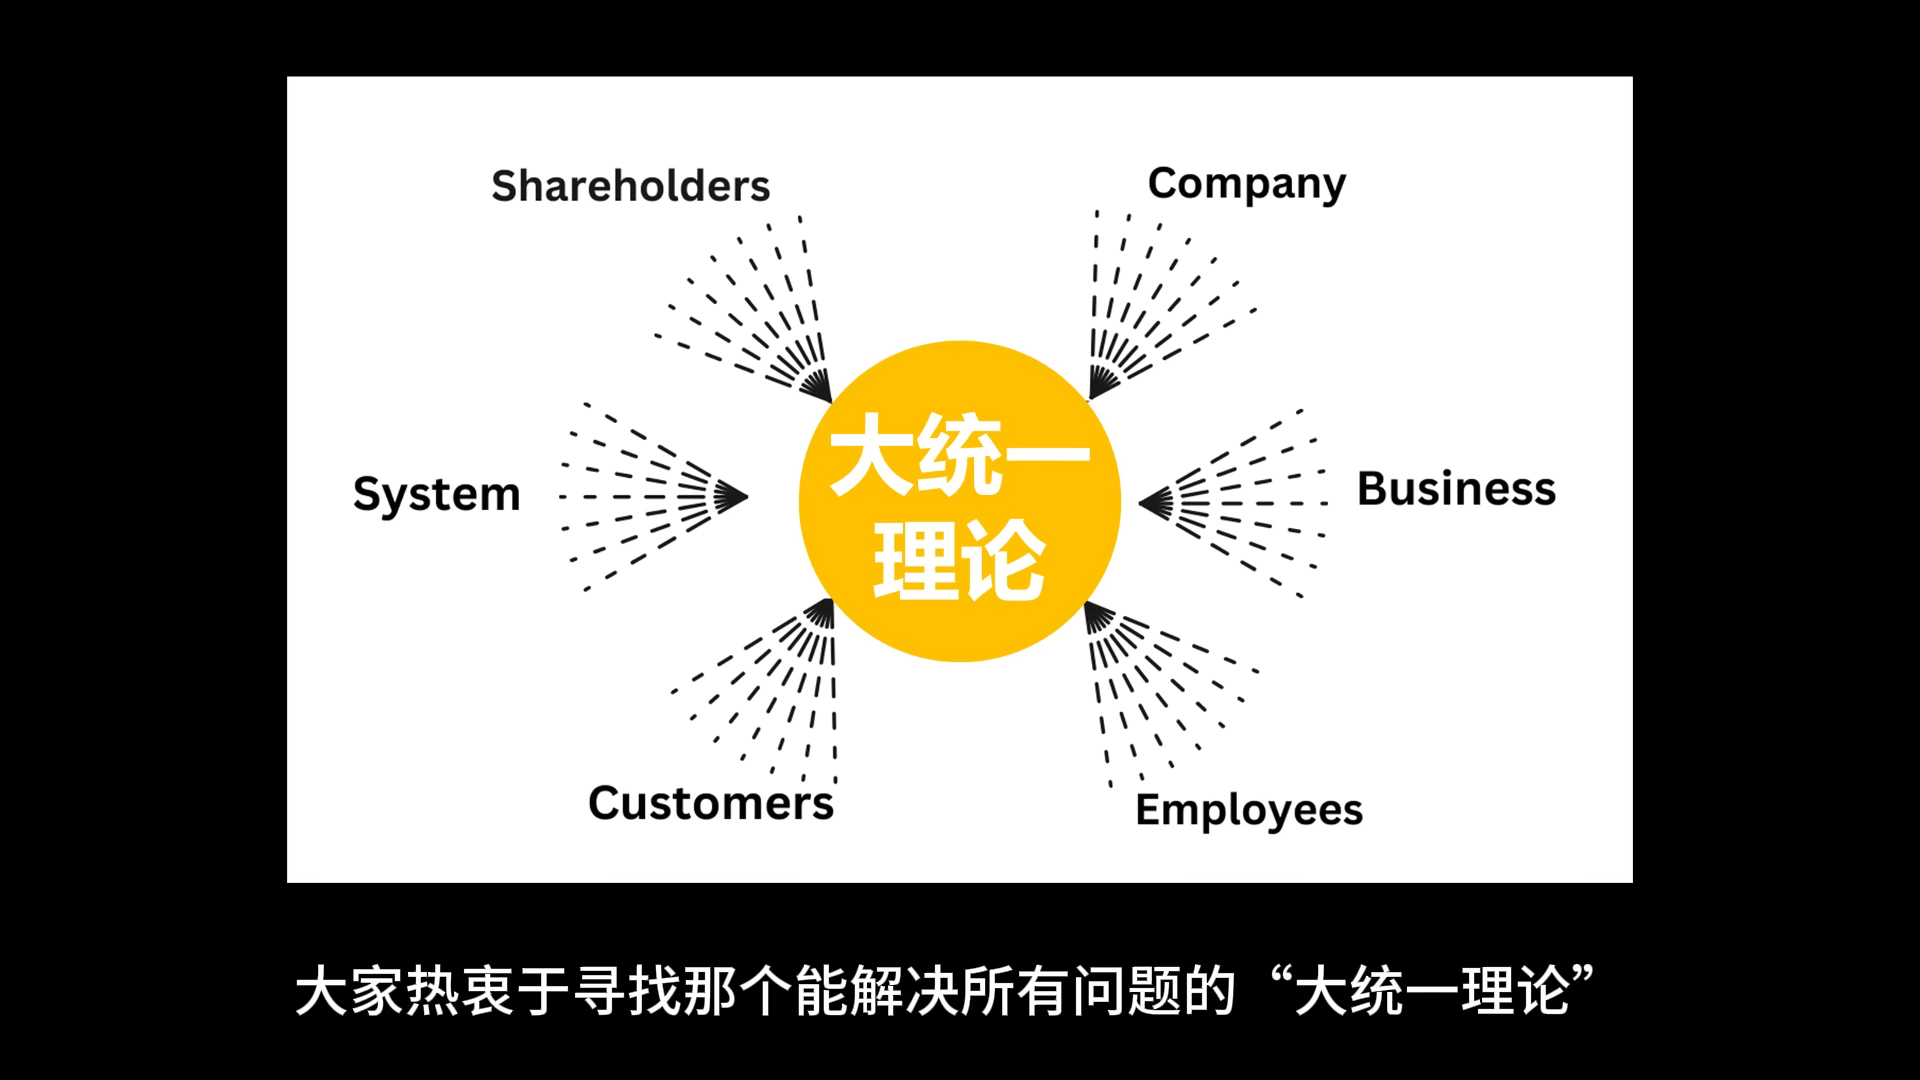 Shareholders
Company
大统一
理论
System
Business
Customers
Employees
大家热衷于寻找那个能解决所有问题的“大统一理论”